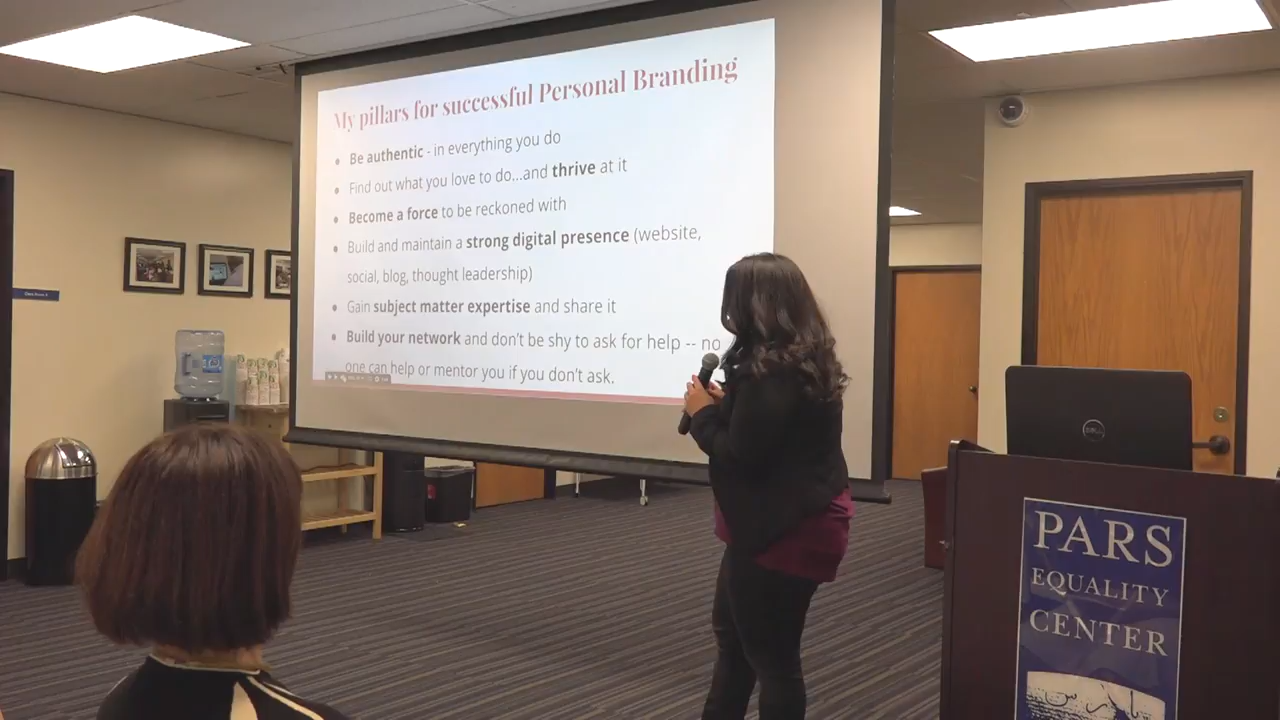 My pillars for successful Personal Branding
• Be authentic - in everything you do
• Find out what you love to do...and thrive at it
• Become a force to be reckoned with
• Build and maintain a strong digital presence (website,
social, blog, thought leadership)
• Gain subject matter expertise and share it
• Build your network and don't be shy to ask for help -- no
one can help or mentor you if you don't ask.
DELL
PARS
EQUALITY
CENTER